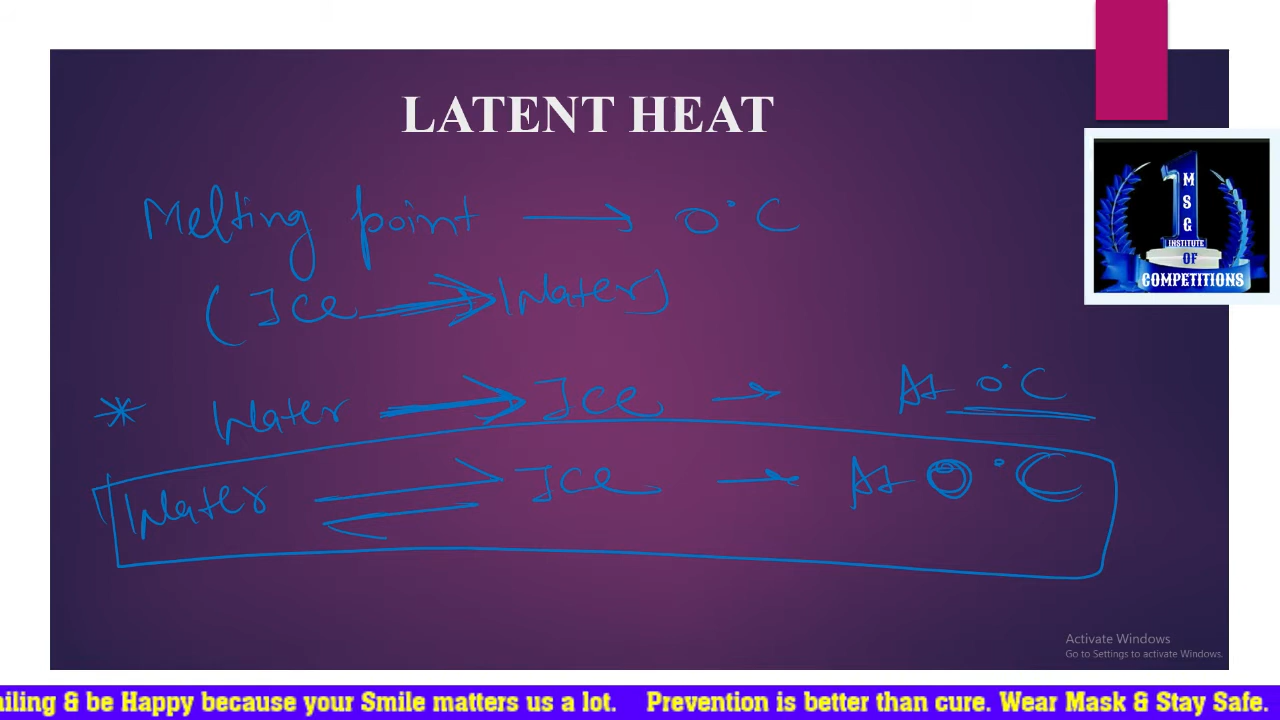 LATENT HEAT
Melting point → 0°C
(Ice → Water)
* Water → Ice → At 0°C
Water ⇌ Ice → At 0°C
1
MSG
INSTITUTE
OF
COMPETITIONS
Activate Windows
Go to Settings to activate Windows.
iling & be Happy because your Smile matters us a lot. Prevention is better than cure. Wear Mask & Stay Safe.